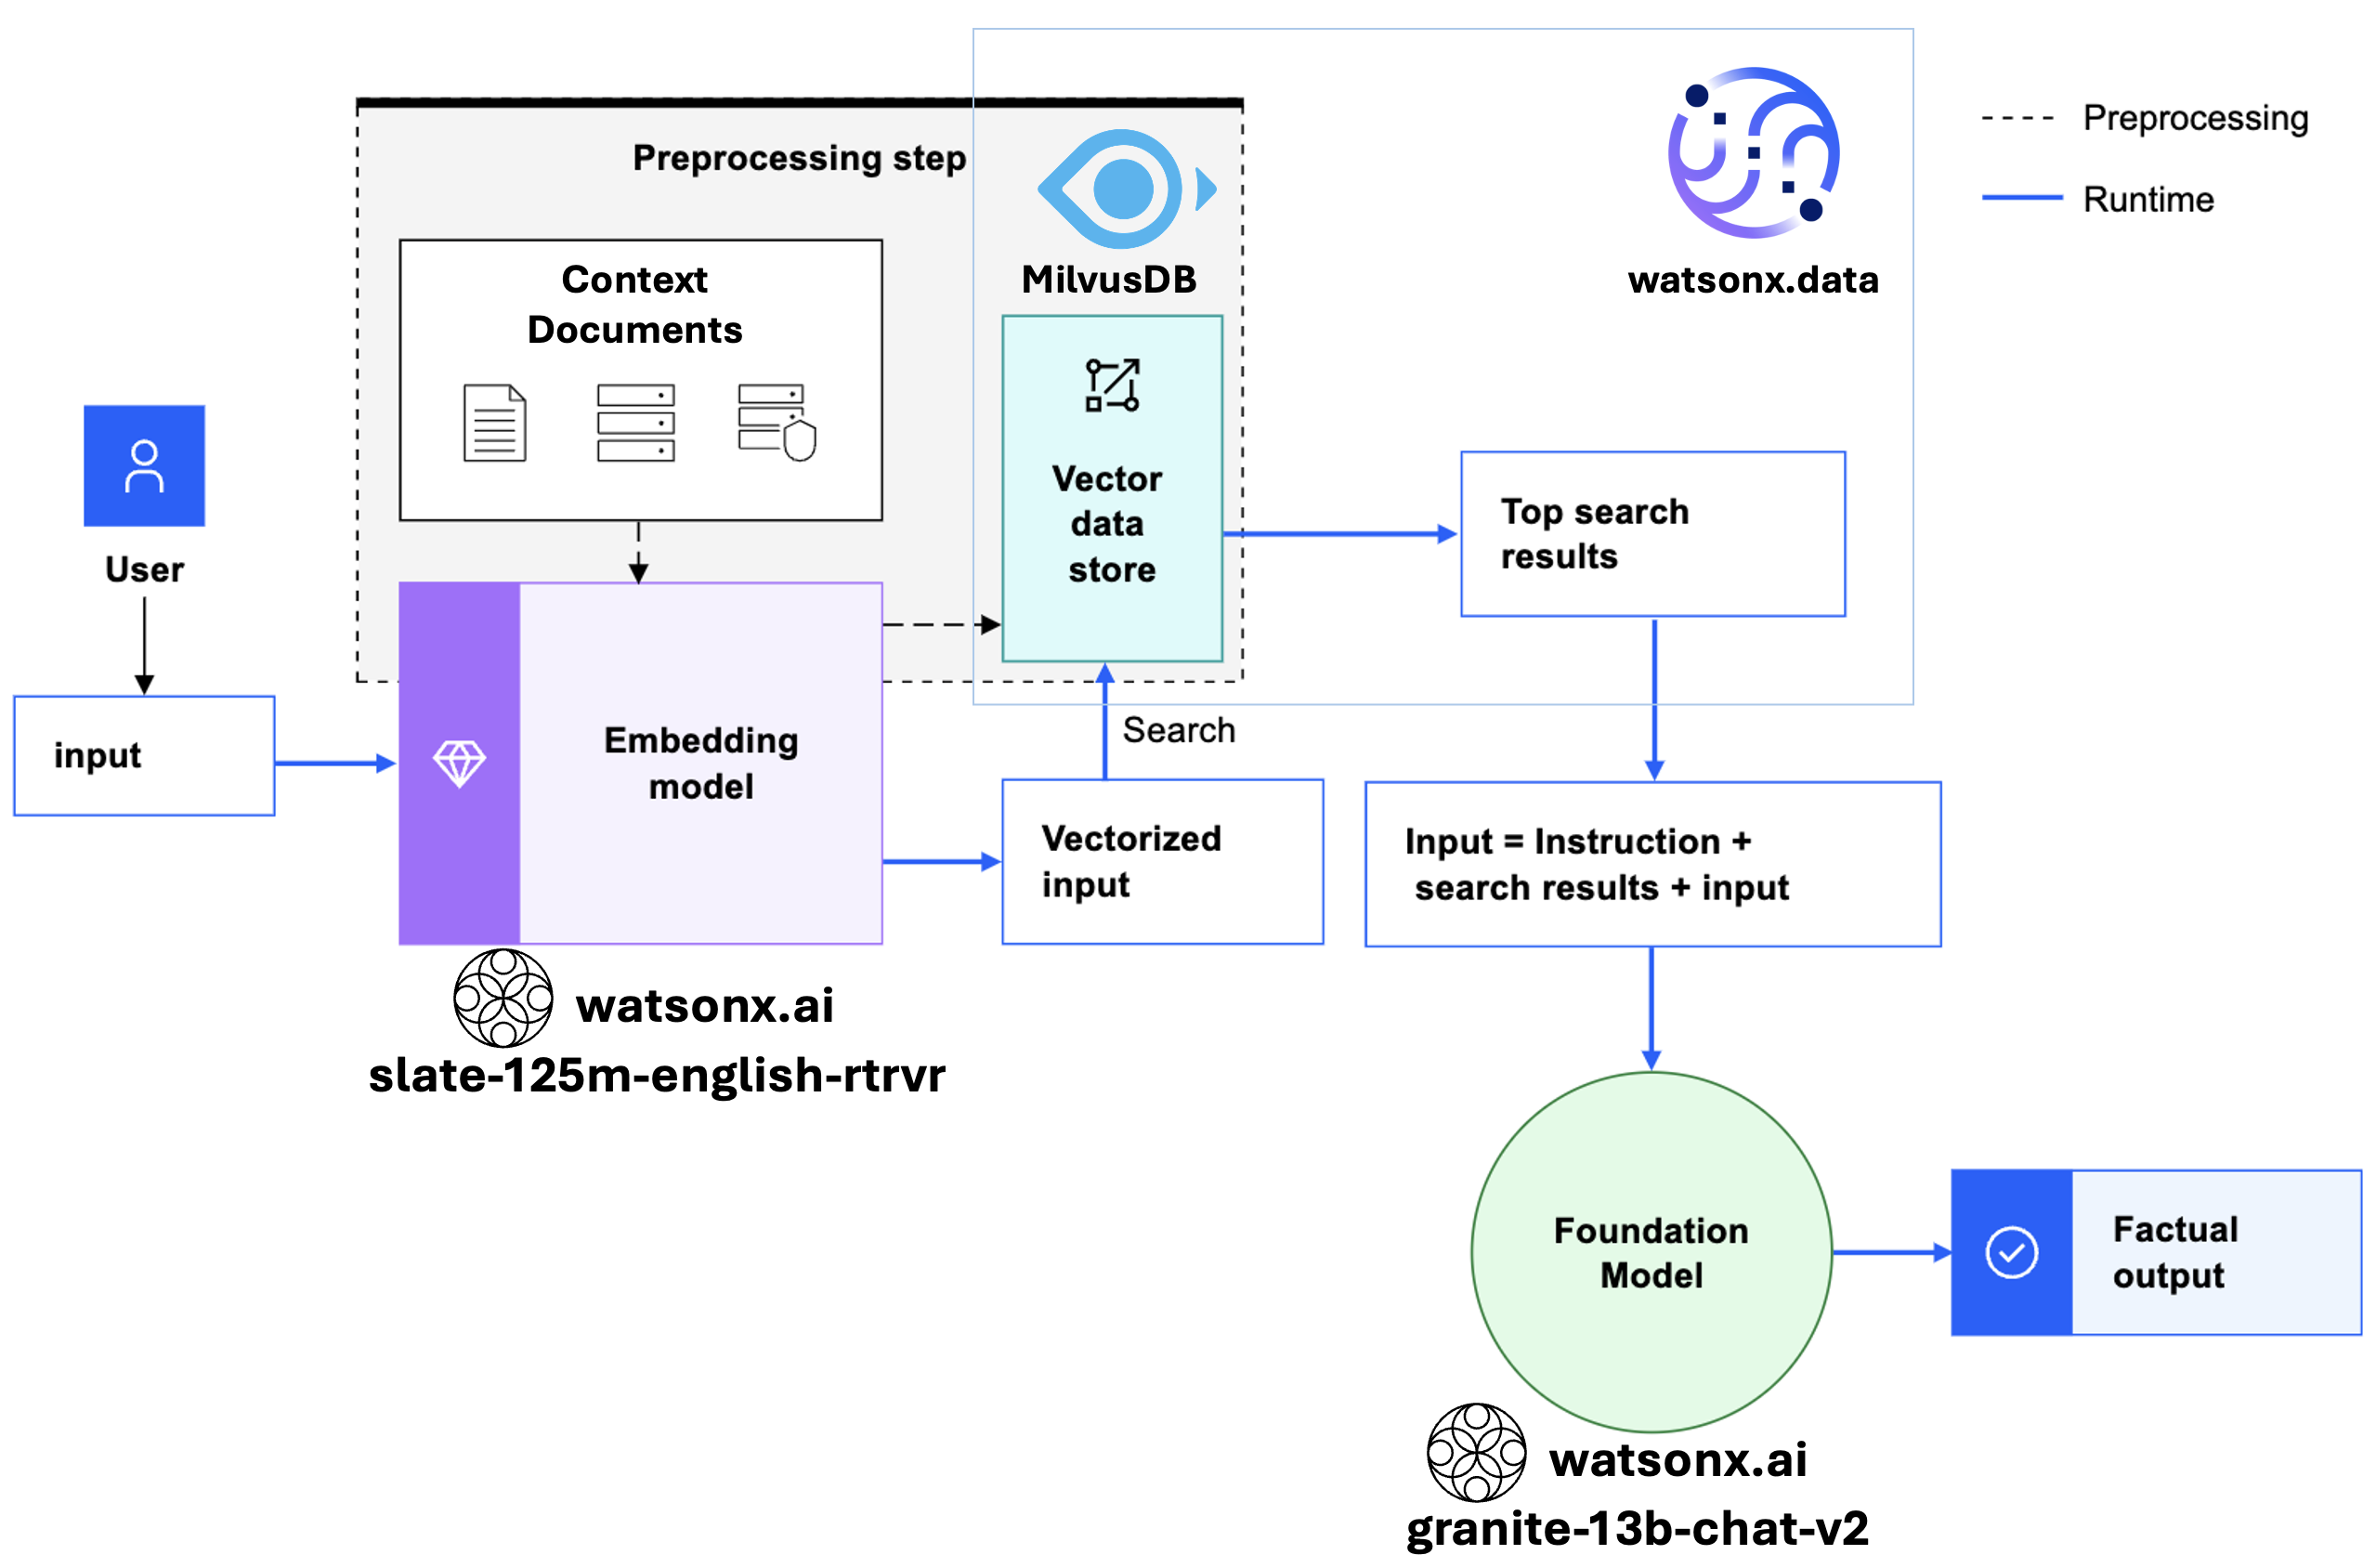 Preprocessing step
Context
Documents
MilvusDB
watsonx.data
Preprocessing
Runtime
Vector
data
store
Top search
results
User
input
Embedding
model
Search
Vectorized
input
Input = Instruction +
search results + input
watsonx.ai
slate-125m-english-rtrvr
Foundation
Model
Factual
output
watsonx.ai
granite-13b-chat-v2